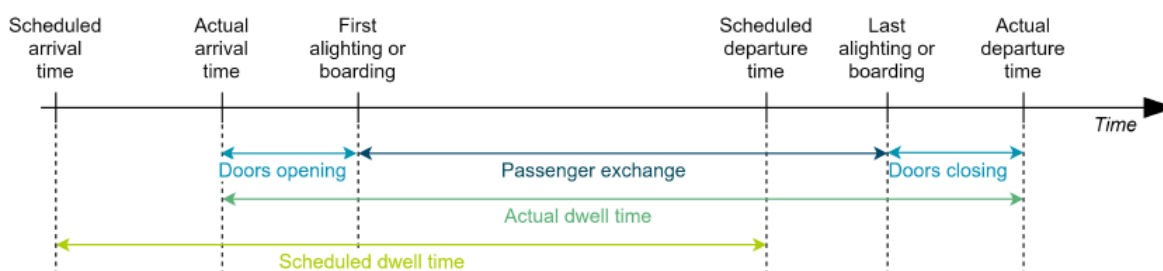 Scheduled
arrival
time
Actual
arrival
time
First
alighting or
boarding
Scheduled
departure
time
Last
alighting or
boarding
Actual
departure
time
Time
Doors opening
Passenger exchange
Doors closing
Actual dwell time
Scheduled dwell time